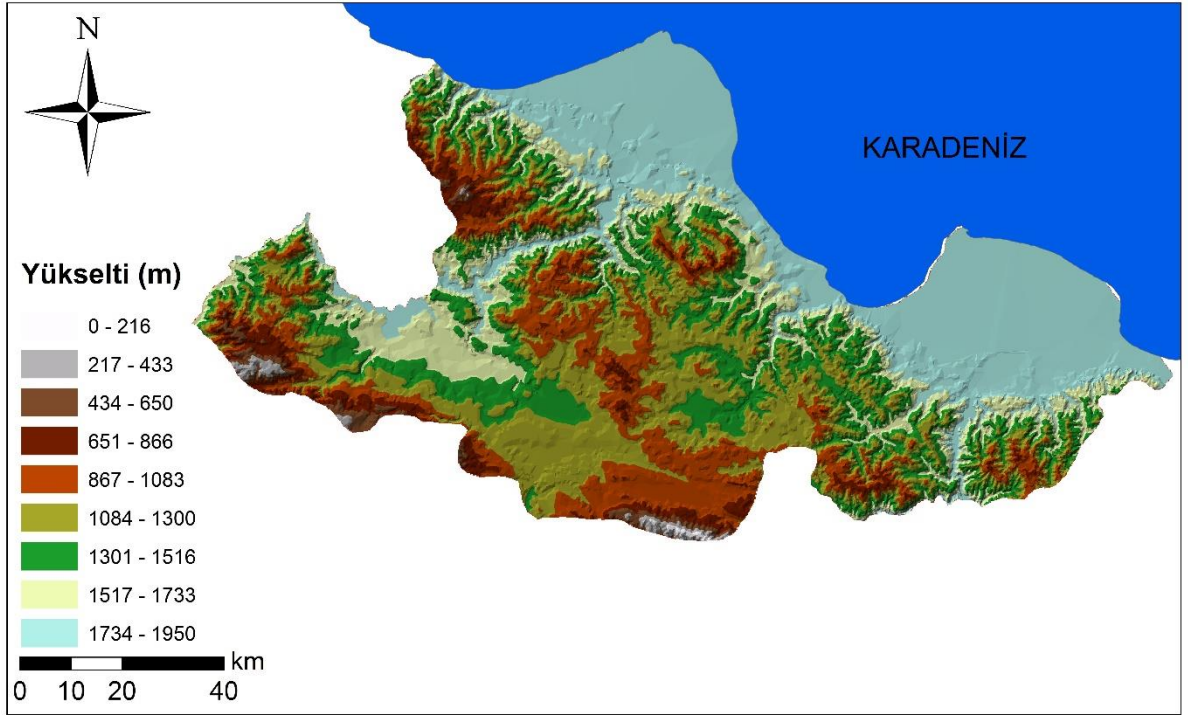 N
KARADENİZ
Yükselti (m)
0 - 216
217 - 433
434 - 650
651 - 866
867 - 1083
1084 - 1300
1301 - 1516
1517 - 1733
1734 - 1950
km
0 10 20 40